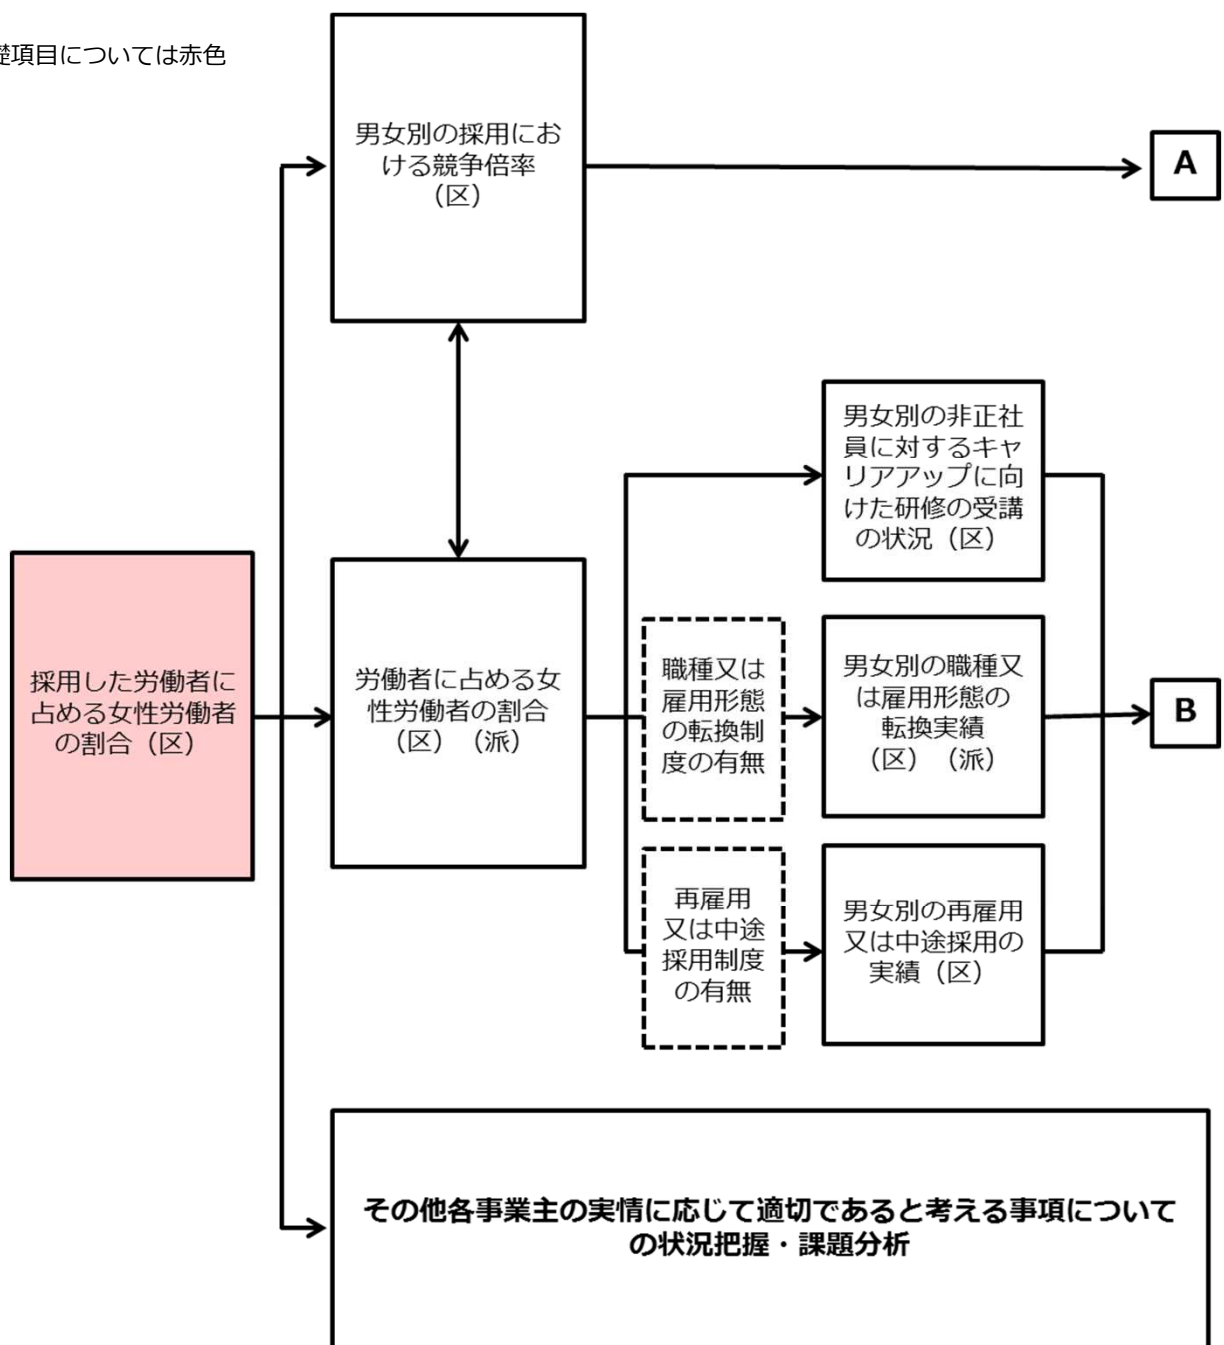 礎項目については赤色
男女別の採用にお
ける競争倍率
（区）
A
男女別の非正社
員に対するキャ
リアアップに向
けた研修の受講
の状況（区）
採用した労働者に
占める女性労働者
の割合（区）
労働者に占める女
性労働者の割合
（区）（派）
職種又は
雇用形態
の転換制
度の有無
男女別の職種又
は雇用形態の
転換実績
（区）（派）
B
再雇用
又は中途
採用制度
の有無
男女別の再雇用
又は中途採用の
実績（区）
その他各事業主の実情に応じて適切であると考える事項について
の状況把握・課題分析